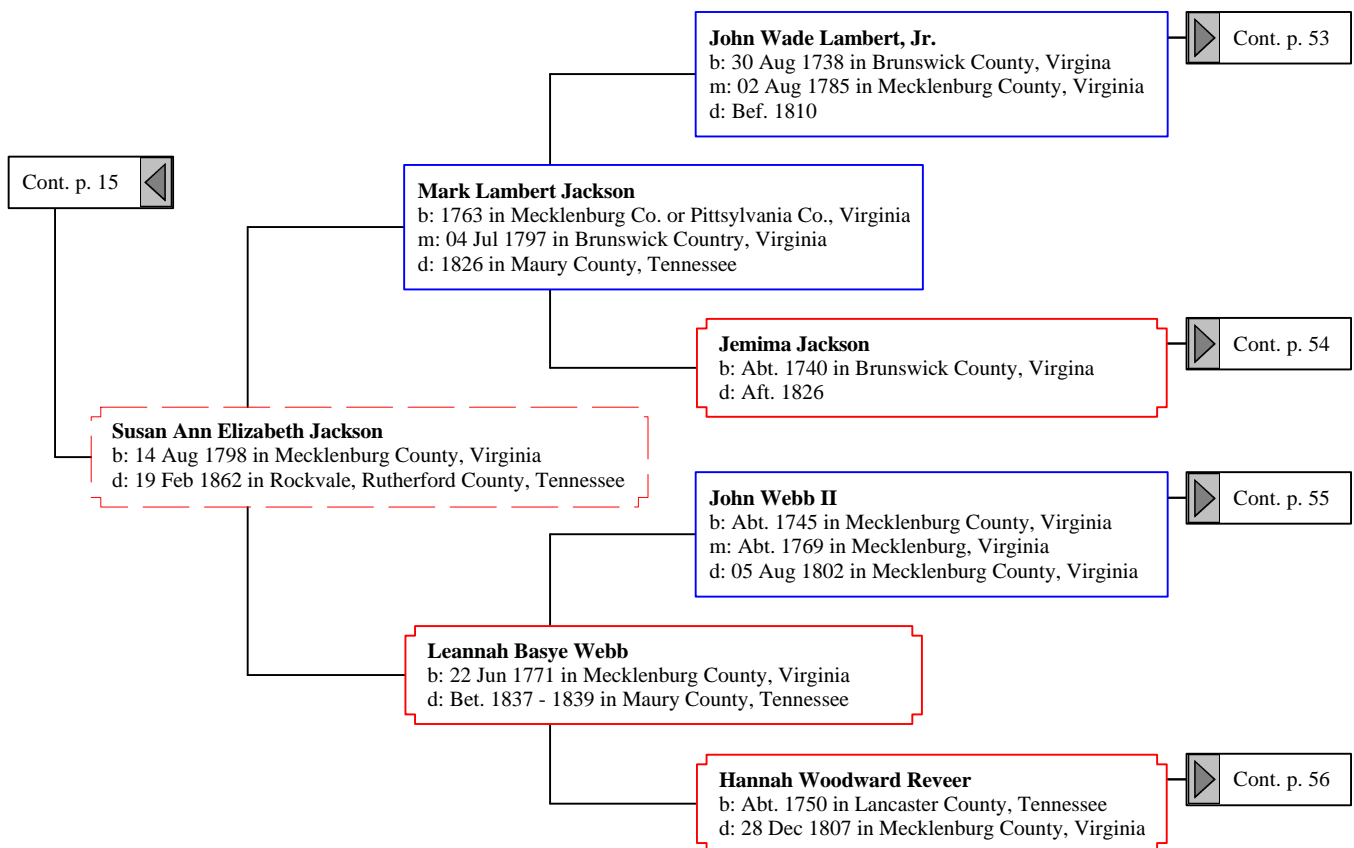 John Wade Lambert, Jr.
b: 30 Aug 1738 in Brunswick County, Virgina
m: 02 Aug 1785 in Mecklenburg County, Virginia
d: Bef. 1810
Cont. p. 53
Cont. p. 15
Mark Lambert Jackson
b: 1763 in Mecklenburg Co. or Pittsylvania Co., Virginia
m: 04 Jul 1797 in Brunswick Country, Virginia
d: 1826 in Maury County, Tennessee
Jemima Jackson
b: Abt. 1740 in Brunswick County, Virgina
d: Aft. 1826
Cont. p. 54
Susan Ann Elizabeth Jackson
b: 14 Aug 1798 in Mecklenburg County, Virginia
d: 19 Feb 1862 in Rockvale, Rutherford County, Tennessee
John Webb II
b: Abt. 1745 in Mecklenburg County, Virginia
m: Abt. 1769 in Mecklenburg, Virginia
d: 05 Aug 1802 in Mecklenburg County, Virginia
Cont. p. 55
Leannah Basye Webb
b: 22 Jun 1771 in Mecklenburg County, Virginia
d: Bet. 1837 - 1839 in Maury County, Tennessee
Hannah Woodward Reveer
b: Abt. 1750 in Lancaster County, Tennessee
d: 28 Dec 1807 in Mecklenburg County, Virginia
Cont. p. 56